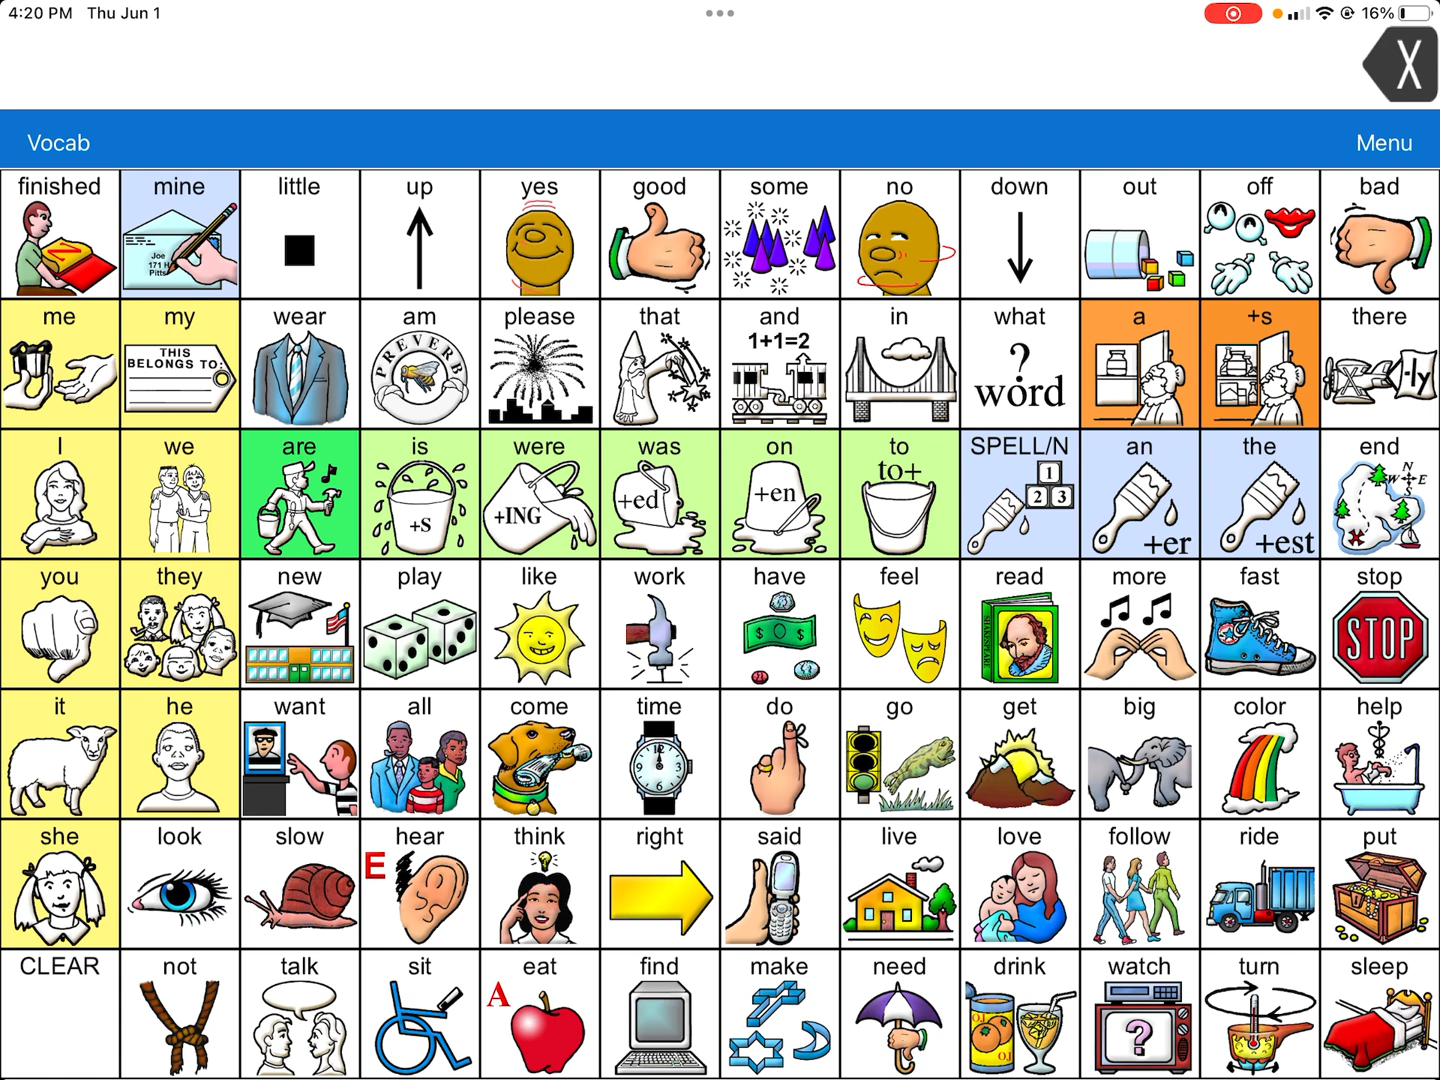 4:20 PM Thu Jun 1 16%
X
Vocab Menu
finished mine little up yes good some no down out off bad
Joe
171 H
Pitts
me my wear am please that and in what a +s there
THIS BELONGS TO:
PREVERB
1+1=2
?
word
-ly
I we are is were was on to SPELL/N an the end
+S
+ING
+ed
+en
to+
1
2 3
+er
+est
N
W E
S
you they new play like work have feel read more fast stop
$ $
SHAKESPEARE
STOP
it he want all come time do go get big color help
she look slow hear think right said live love follow ride put
E
CLEAR not talk sit eat find make need drink watch turn sleep
A
OJ
OJ
?